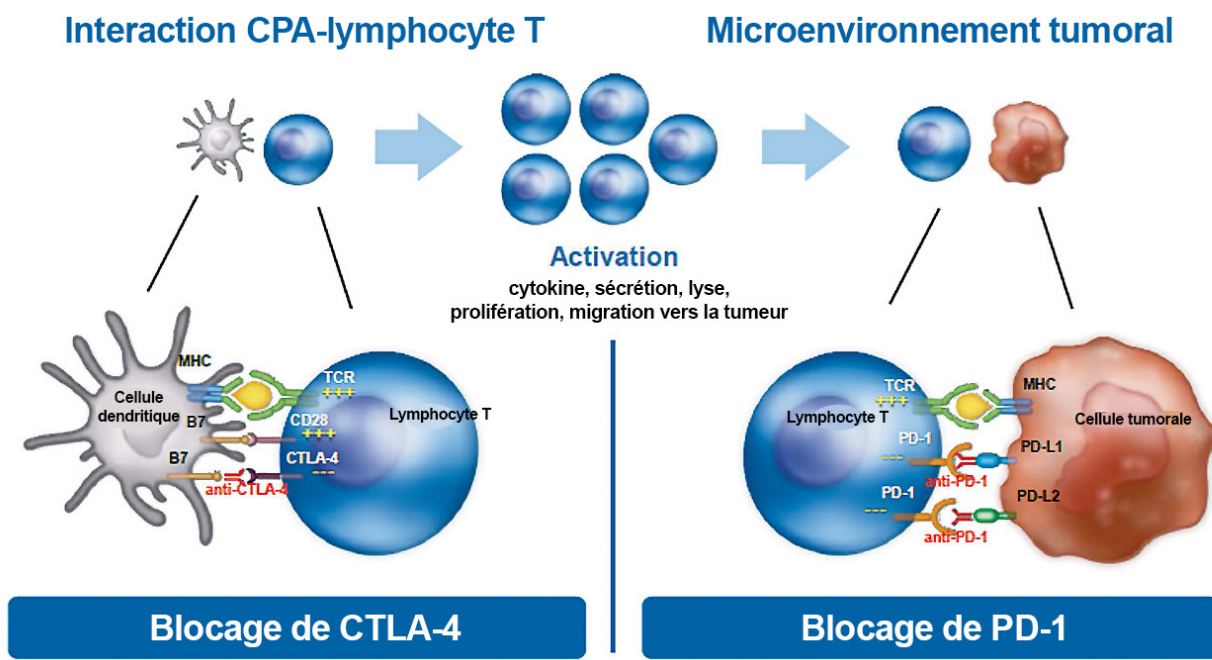 Interaction CPA-lymphocyte T
Microenvironnement tumoral
Activation
cytokine, sécrétion, lyse,
prolifération, migration vers la tumeur
MHC
TCR
+++
Cellule
dendritique
Lymphocyte T
B7
CD28
+++
B7
CTLA-4
---
anti-CTLA-4
TCR
+++
MHC
Lymphocyte T
Cellule tumorale
PD-1
---
PD-L1
anti-PD-1
PD-1
---
PD-L2
anti-PD-1
Blocage de CTLA-4
Blocage de PD-1